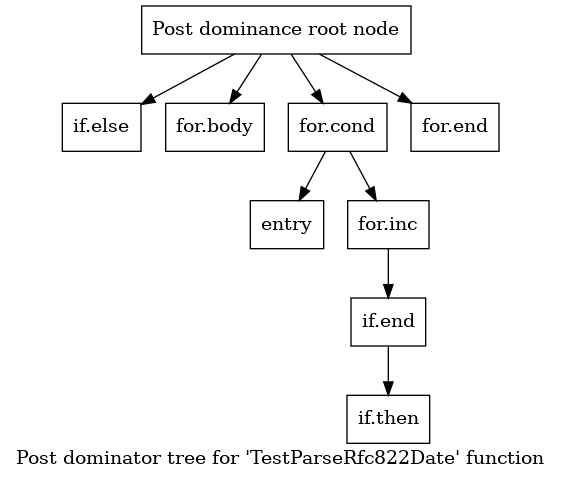 Post dominance root node
if.else
for.body
for.cond
for.end
entry
for.inc
if.end
if.then
Post dominator tree for 'TestParseRfc822Date' function